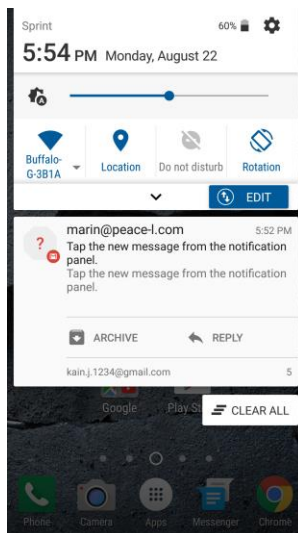 Sprint 60%
5:54 PM Monday, August 22
A
Buffalo-
G-3B1A
Location
Do not disturb
Rotation
EDIT
marin@peace-l.com 5:52 PM
Tap the new message from the notification
panel.
Tap the new message from the notification
panel.
ARCHIVE REPLY
kain.j.1234@gmail.com 5
Google Play St
CLEAR ALL
Phone Camera Apps Messenger Chrome